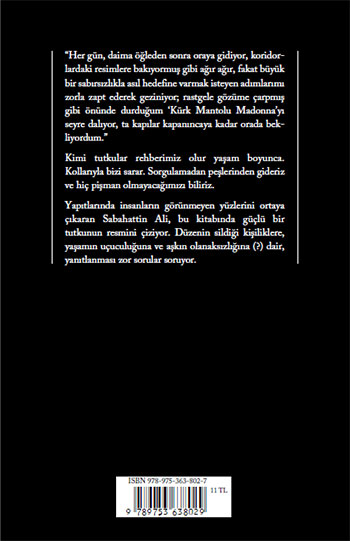 “Her gün, daima öğleden sonra oraya gidiyor, koridor-
lardaki resimlere bakıyormuş gibi ağır ağır, fakat büyük
bir sabırsızlıkla asıl hedefine varmak isteyen adımlarımı
zorla zapt ederek geziniyor; rastgele gözüme çarpmış
gibi önünde durduğum ‘Kürk Mantolu Madonna’yı
seyre dalıyor, ta kapılar kapanıncaya kadar orada bek-
liyordum.”
Kimi tutkular rehberimiz olur yaşam boyunca.
Kollarıyla bizi sarar. Sorgulamadan peşlerinden gideriz
ve hiç pişman olmayacağımızı biliriz.
Yapıtlarında insanların görünmeyen yüzlerini ortaya
çıkaran Sabahattin Ali, bu kitabında güçlü bir
tutkunun resmini çiziyor. Düzenin sildiği kişiliklere,
yaşamın uçuculuğuna ve aşkın olanaksızlığına (?) dair,
yanıtlanması zor sorular soruyor.
ISBN 978-975-363-802-7
11 TL
9 789753 638029